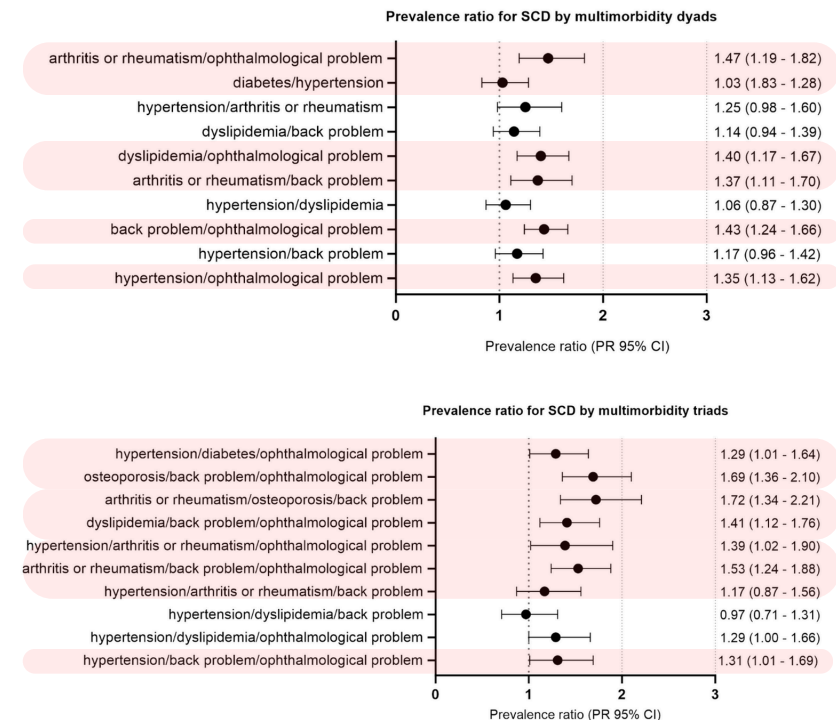 Prevalence ratio for SCD by multimorbidity dyads
arthritis or rheumatism/ophthalmological problem 1.47 (1.19 - 1.82)
diabetes/hypertension 1.03 (1.83 - 1.28)
hypertension/arthritis or rheumatism 1.25 (0.98 - 1.60)
dyslipidemia/back problem 1.14 (0.94 - 1.39)
dyslipidemia/ophthalmological problem 1.40 (1.17 - 1.67)
arthritis or rheumatism/back problem 1.37 (1.11 - 1.70)
hypertension/dyslipidemia 1.06 (0.87 - 1.30)
back problem/ophthalmological problem 1.43 (1.24 - 1.66)
hypertension/back problem 1.17 (0.96 - 1.42)
hypertension/ophthalmological problem 1.35 (1.13 - 1.62)
0 1 2 3
Prevalence ratio (PR 95% CI)
Prevalence ratio for SCD by multimorbidity triads
hypertension/diabetes/ophthalmological problem 1.29 (1.01 - 1.64)
osteoporosis/back problem/ophthalmological problem 1.69 (1.36 - 2.10)
arthritis or rheumatism/osteoporosis/back problem 1.72 (1.34 - 2.21)
dyslipidemia/back problem/ophthalmological problem 1.41 (1.12 - 1.76)
hypertension/arthritis or rheumatism/ophthalmological problem 1.39 (1.02 - 1.90)
arthritis or rheumatism/back problem/ophthalmological problem 1.53 (1.24 - 1.88)
hypertension/arthritis or rheumatism/back problem 1.17 (0.87 - 1.56)
hypertension/dyslipidemia/back problem 0.97 (0.71 - 1.31)
hypertension/dyslipidemia/ophthalmological problem 1.29 (1.00 - 1.66)
hypertension/back problem/ophthalmological problem 1.31 (1.01 - 1.69)
0 1 2 3
Prevalence ratio (PR 95% CI)